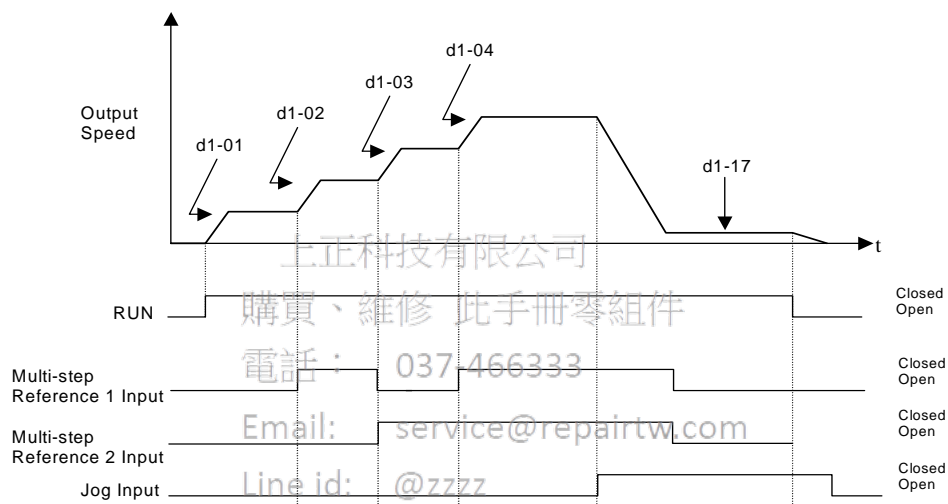 d1-04
d1-03
Output
Speed
d1-02
d1-01
d1-17
t
上正科技有限公司
RUN
購買、維修 此手冊零組件
Closed
Open
電話： 037-466333
Multi-step
Reference 1 Input
Closed
Open
Email: service@repairtw.com
Multi-step
Reference 2 Input
Closed
Open
Line id: @zzzz
Jog Input
Closed
Open